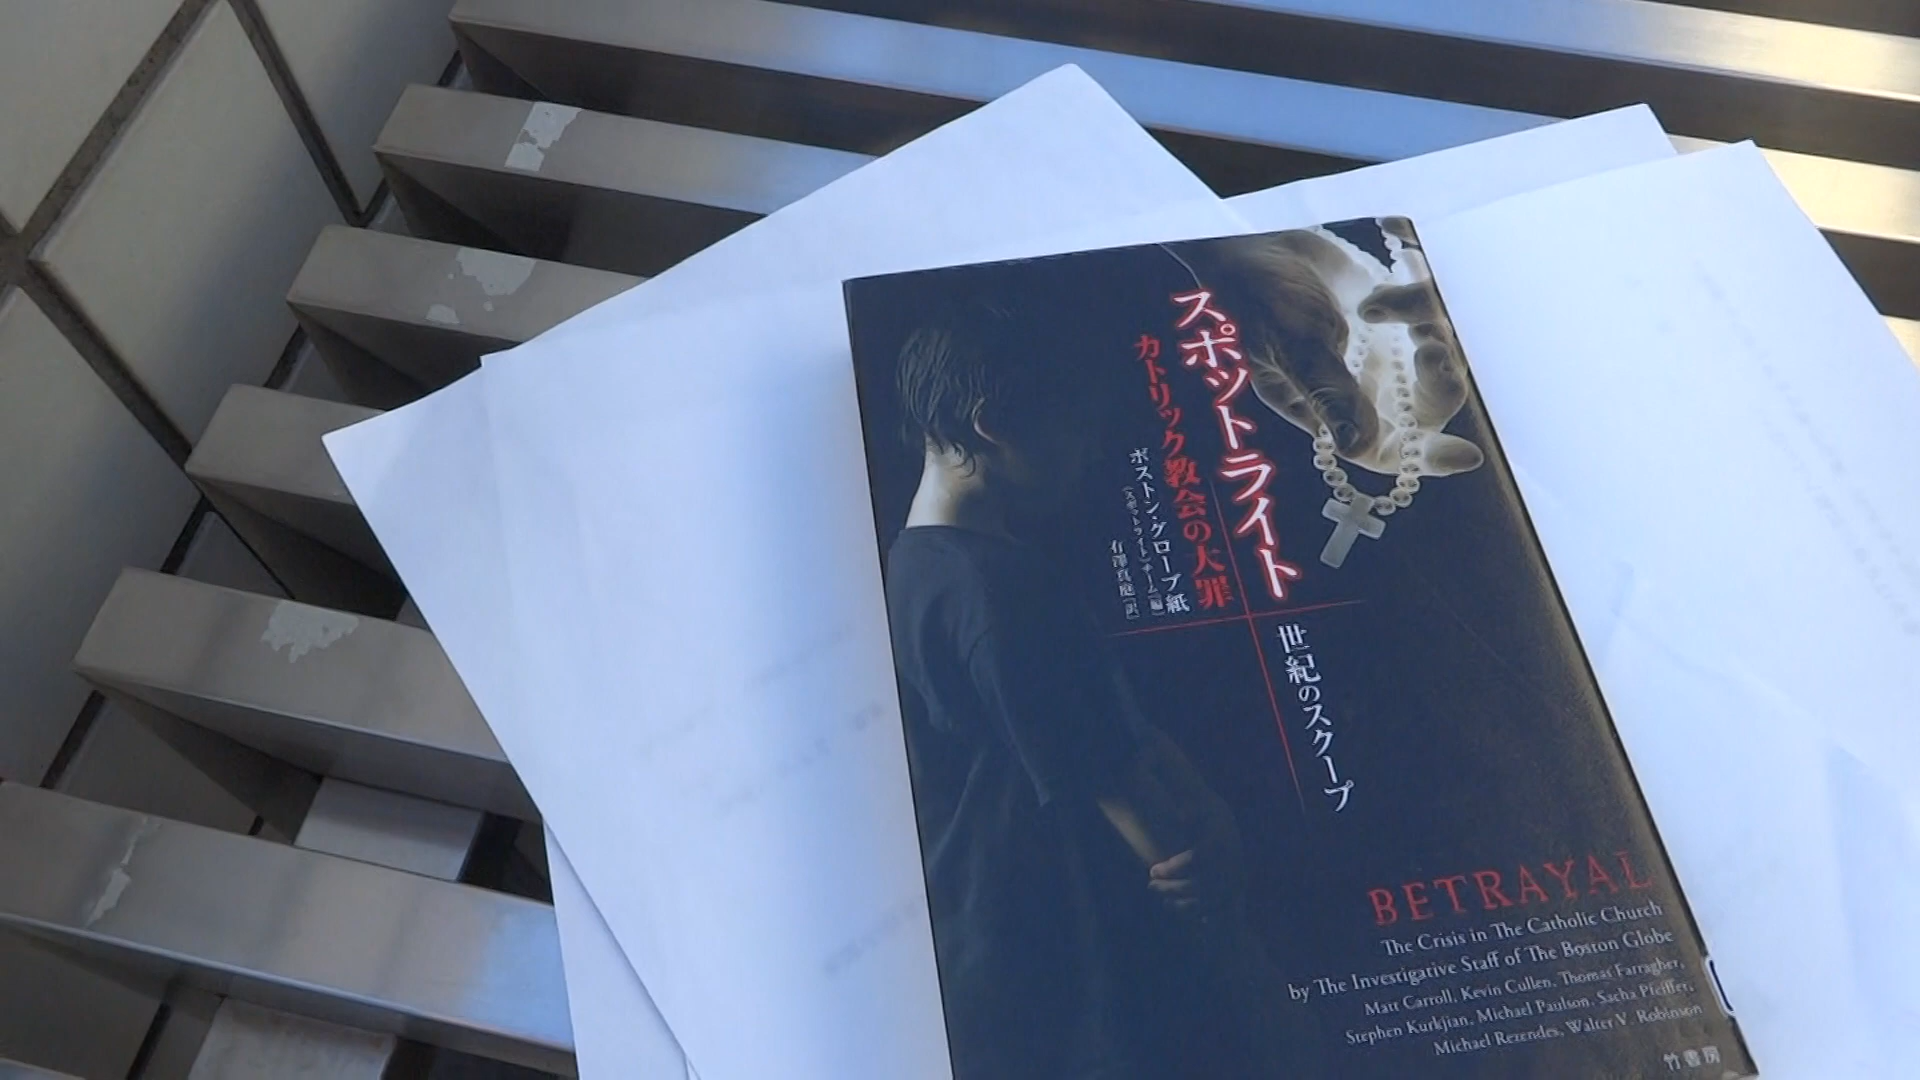 スポットライト 世紀のスクープ
カトリック教会の大罪
ボストン・グローブ紙
〈スポットライト〉チーム[編]
有澤真庭[訳]
BETRAYAL
The Crisis in The Catholic Church
by The Investigative Staff of The Boston Globe
Matt Carroll, Kevin Cullen, Thomas Farragher,
Stephen Kurkjian, Michael Paulson, Sacha Pfeiffer,
Michael Rezendes, Walter V. Robinson
竹書房